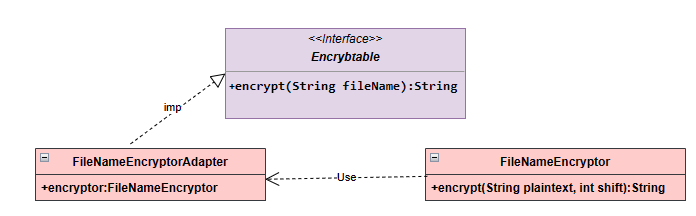 <<Interface>>
Encrybtable
+encrypt(String fileName):String
imp
FileNameEncryptorAdapter
+encryptor:FileNameEncryptor
Use
FileNameEncryptor
+encrypt(String plaintext, int shift):String